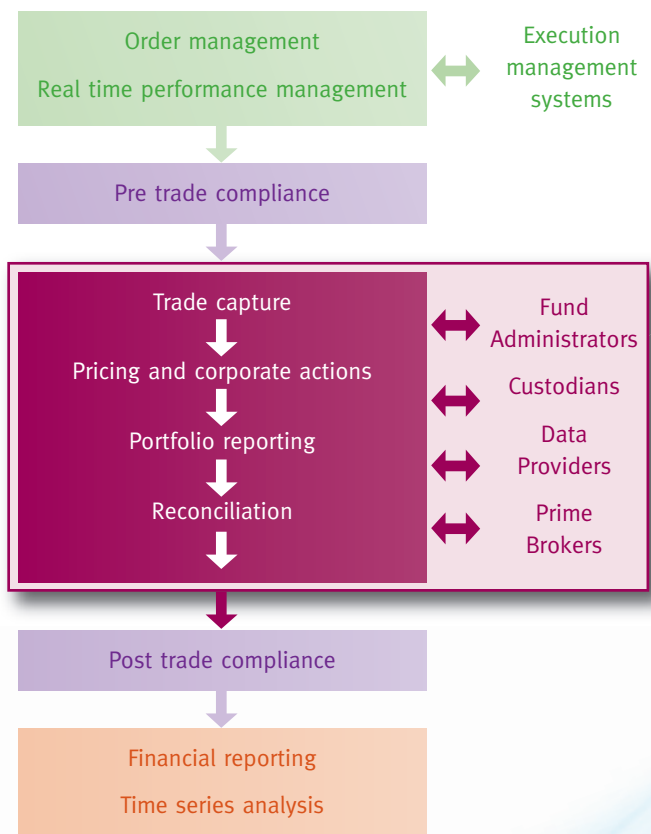 Order management
Real time performance management
Execution
management
systems
Pre trade compliance
Trade capture
Pricing and corporate actions
Portfolio reporting
Reconciliation
Fund
Administrators
Custodians
Data
Providers
Prime
Brokers
Post trade compliance
Financial reporting
Time series analysis